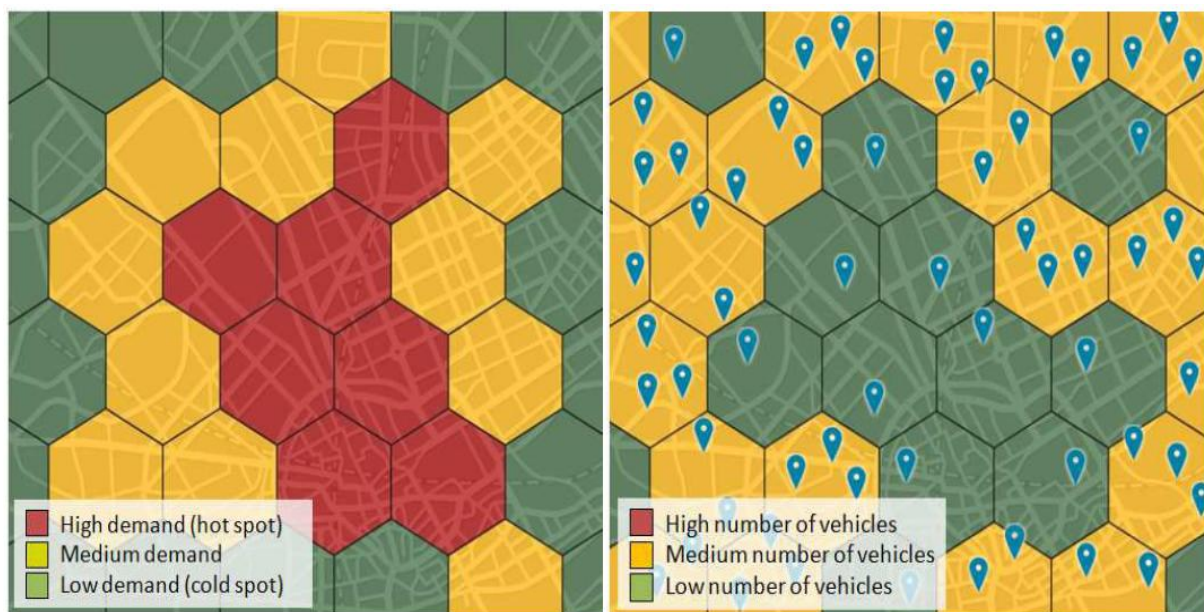 High demand (hot spot)
Medium demand
Low demand (cold spot)
High number of vehicles
Medium number of vehicles
Low number of vehicles